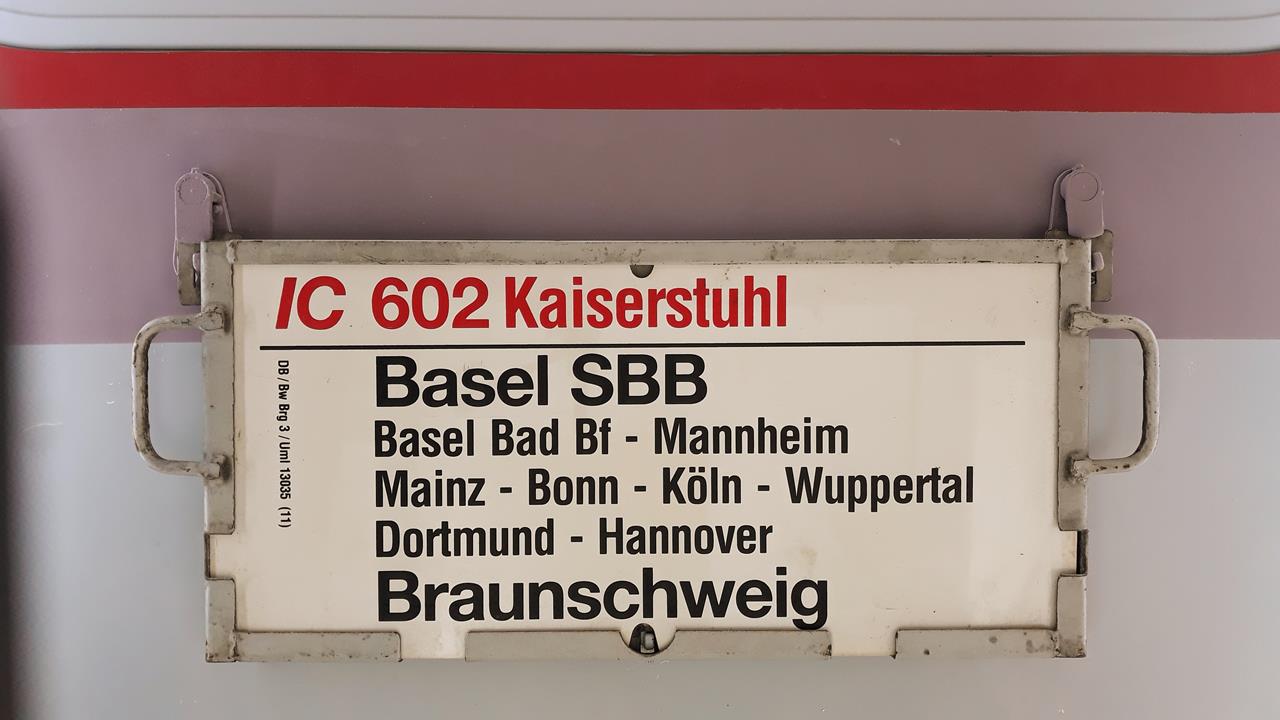 IC 602 Kaiserstuhl
Basel SBB
Basel Bad Bf - Mannheim
Mainz - Bonn - Köln - Wuppertal
Dortmund - Hannover
Braunschweig
DB / Bw Brg 3 / Uml 13035 (11)